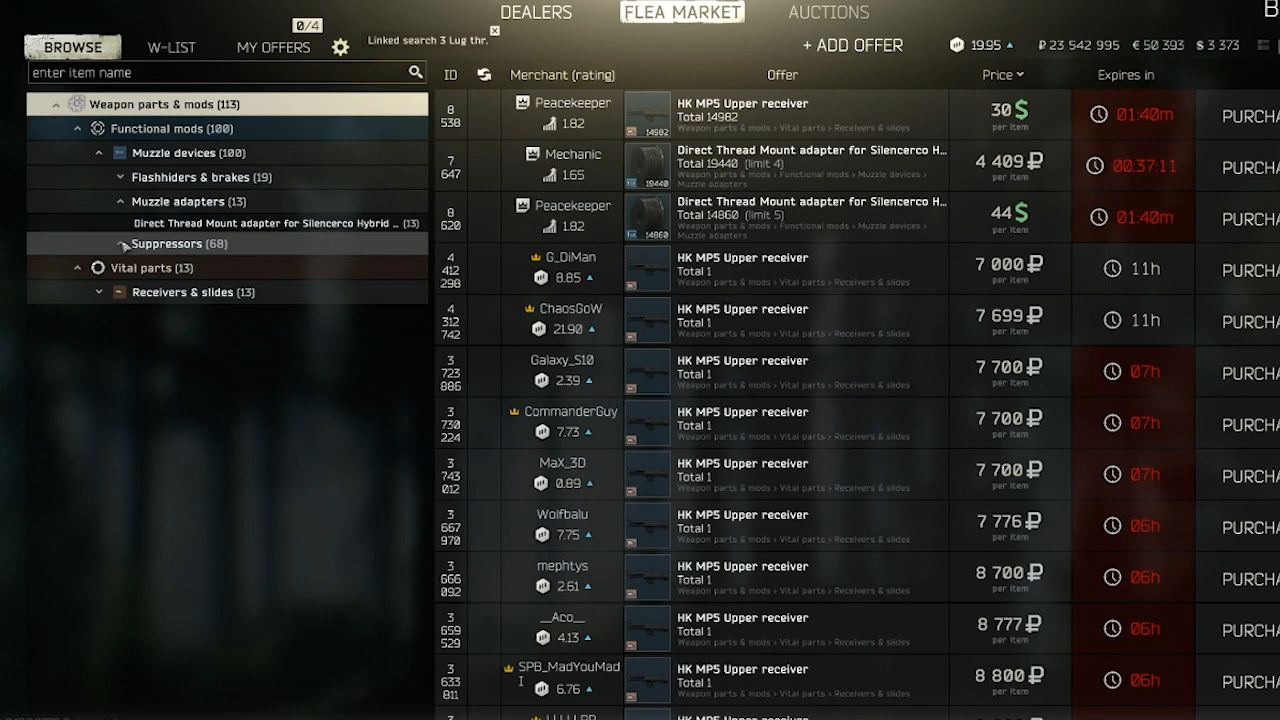 DEALERS
FLEA MARKET
AUCTIONS
0/4
BROWSE
W-LIST
MY OFFERS
Linked search 3 Lug thr.
+ ADD OFFER
19.95
₽ 23 542 995 € 50 393 $ 3 373
enter item name
ID
Merchant (rating)
Offer
Price
Expires in
Weapon parts & mods (113)
Functional mods (100)
Muzzle devices (100)
Flashhiders & brakes (19)
Muzzle adapters (13)
Direct Thread Mount adapter for Silencerco Hybrid ... (13)
Suppressors (68)
Vital parts (13)
Receivers & slides (13)
8
538
Peacekeeper
1.82
14982
HK MP5 Upper receiver
Total 14982
Weapon parts & mods › Vital parts › Receivers & slides
30 $
per item
01:40m
PURCHA
7
647
Mechanic
1.65
19440
Direct Thread Mount adapter for Silencerco H...
Total 19440 (limit 4)
Weapon parts & mods › Functional mods › Muzzle devices ›
Muzzle adapters
4 409 ₽
per item
00:37:11
PURCHA
8
620
Peacekeeper
1.82
14860
Direct Thread Mount adapter for Silencerco H...
Total 14860 (limit 5)
Weapon parts & mods › Functional mods › Muzzle devices ›
Muzzle adapters
44 $
per item
01:40m
PURCHA
4
412
298
G_DiMan
8.85
HK MP5 Upper receiver
Total 1
Weapon parts & mods › Vital parts › Receivers & slides
7 000 ₽
per item
11h
PURCHA
4
312
742
ChaosGoW
21.90
HK MP5 Upper receiver
Total 1
Weapon parts & mods › Vital parts › Receivers & slides
7 699 ₽
per item
11h
PURCHA
3
723
886
Galaxy_S10
2.39
HK MP5 Upper receiver
Total 1
Weapon parts & mods › Vital parts › Receivers & slides
7 700 ₽
per item
07h
PURCHA
3
730
224
CommanderGuy
7.73
HK MP5 Upper receiver
Total 1
Weapon parts & mods › Vital parts › Receivers & slides
7 700 ₽
per item
07h
PURCHA
3
743
012
MaX_3D
0.89
HK MP5 Upper receiver
Total 1
Weapon parts & mods › Vital parts › Receivers & slides
7 700 ₽
per item
07h
PURCHA
3
667
970
Wolfbalu
7.75
HK MP5 Upper receiver
Total 1
Weapon parts & mods › Vital parts › Receivers & slides
7 776 ₽
per item
06h
PURCHA
3
666
092
mephtys
2.61
HK MP5 Upper receiver
Total 1
Weapon parts & mods › Vital parts › Receivers & slides
8 700 ₽
per item
06h
PURCHA
3
659
529
__Aco__
4.13
HK MP5 Upper receiver
Total 1
Weapon parts & mods › Vital parts › Receivers & slides
8 777 ₽
per item
06h
PURCHA
3
633
811
SPB_MadYouMad
6.76
HK MP5 Upper receiver
Total 1
Weapon parts & mods › Vital parts › Receivers & slides
8 800 ₽
per item
06h
PURCHA
HK MP5 Upper receiver